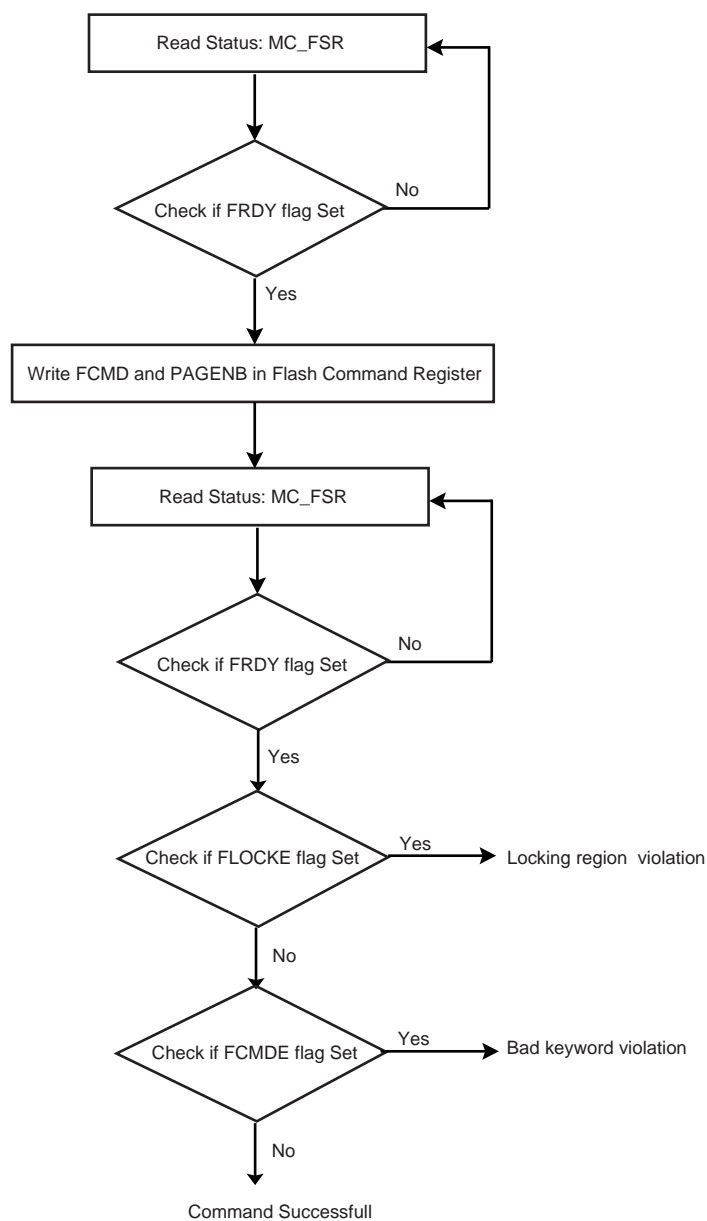 Read Status: MC_FSR
No
Check if FRDY flag Set
Yes
Write FCMD and PAGENB in Flash Command Register
Read Status: MC_FSR
No
Check if FRDY flag Set
Yes
Yes
Check if FLOCKE flag Set
Locking region violation
No
Yes
Check if FCMDE flag Set
Bad keyword violation
No
Command Successfull